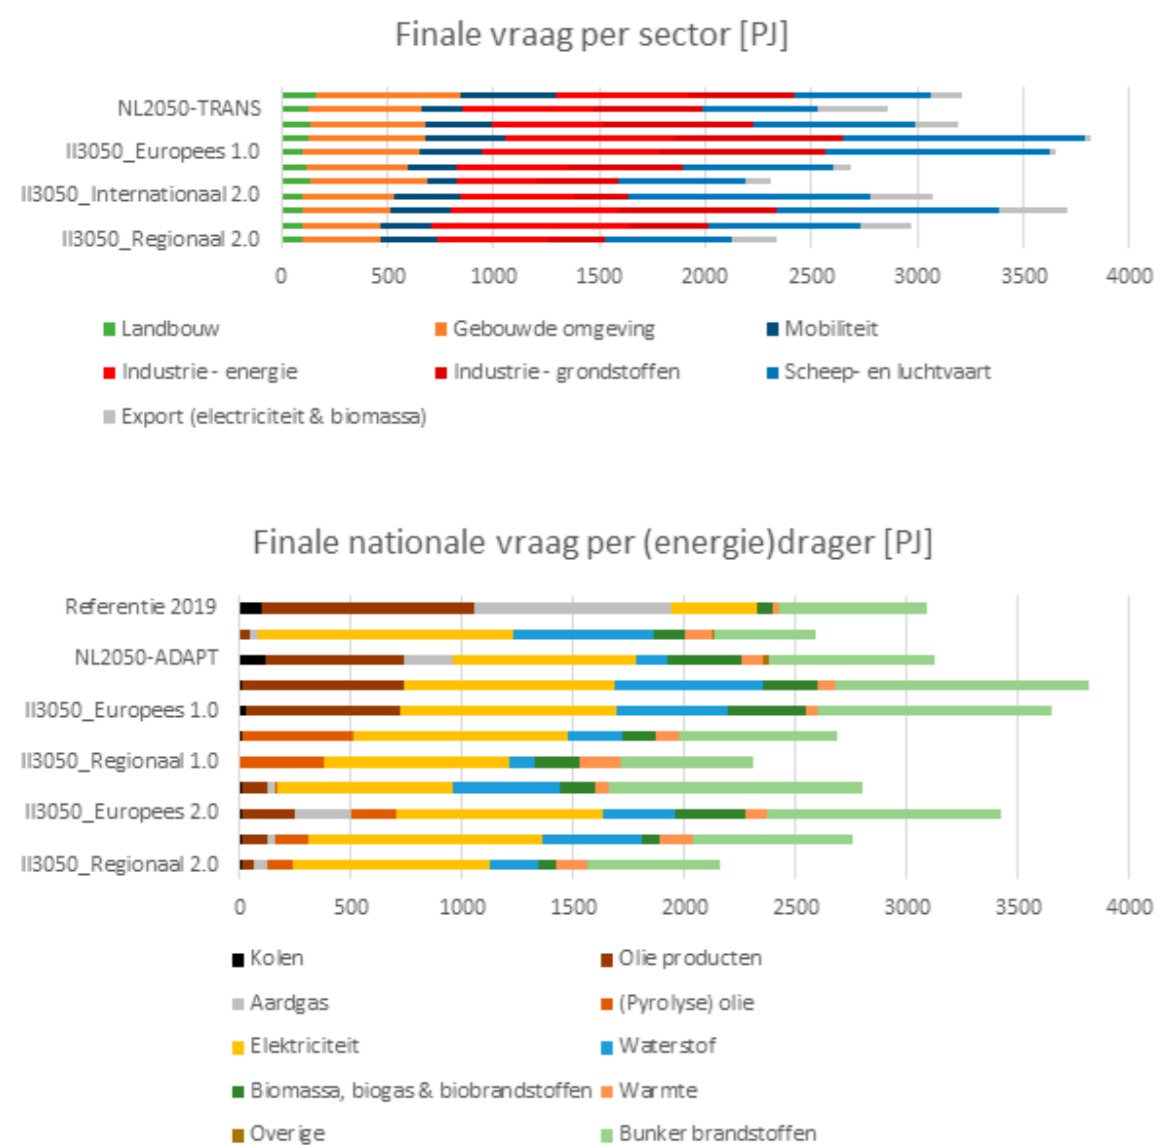 Finale vraag per sector [PJ]
NL2050-TRANS
II3050_Europees 1.0
II3050_Internationaal 2.0
II3050_Regionaal 2.0
0 500 1000 1500 2000 2500 3000 3500 4000
Landbouw Gebouwde omgeving Mobiliteit
Industrie - energie Industrie - grondstoffen Scheep- en luchtvaart
Export (electriciteit & biomassa)
Finale nationale vraag per (energie)drager [PJ]
Referentie 2019
NL2050-ADAPT
II3050_Europees 1.0
II3050_Regionaal 1.0
II3050_Europees 2.0
II3050_Regionaal 2.0
0 500 1000 1500 2000 2500 3000 3500 4000
Kolen Olie producten
Aardgas (Pyrolyse) olie
Elektriciteit Waterstof
Biomassa, biogas & biobrandstoffen Warmte
Overige Bunker brandstoffen